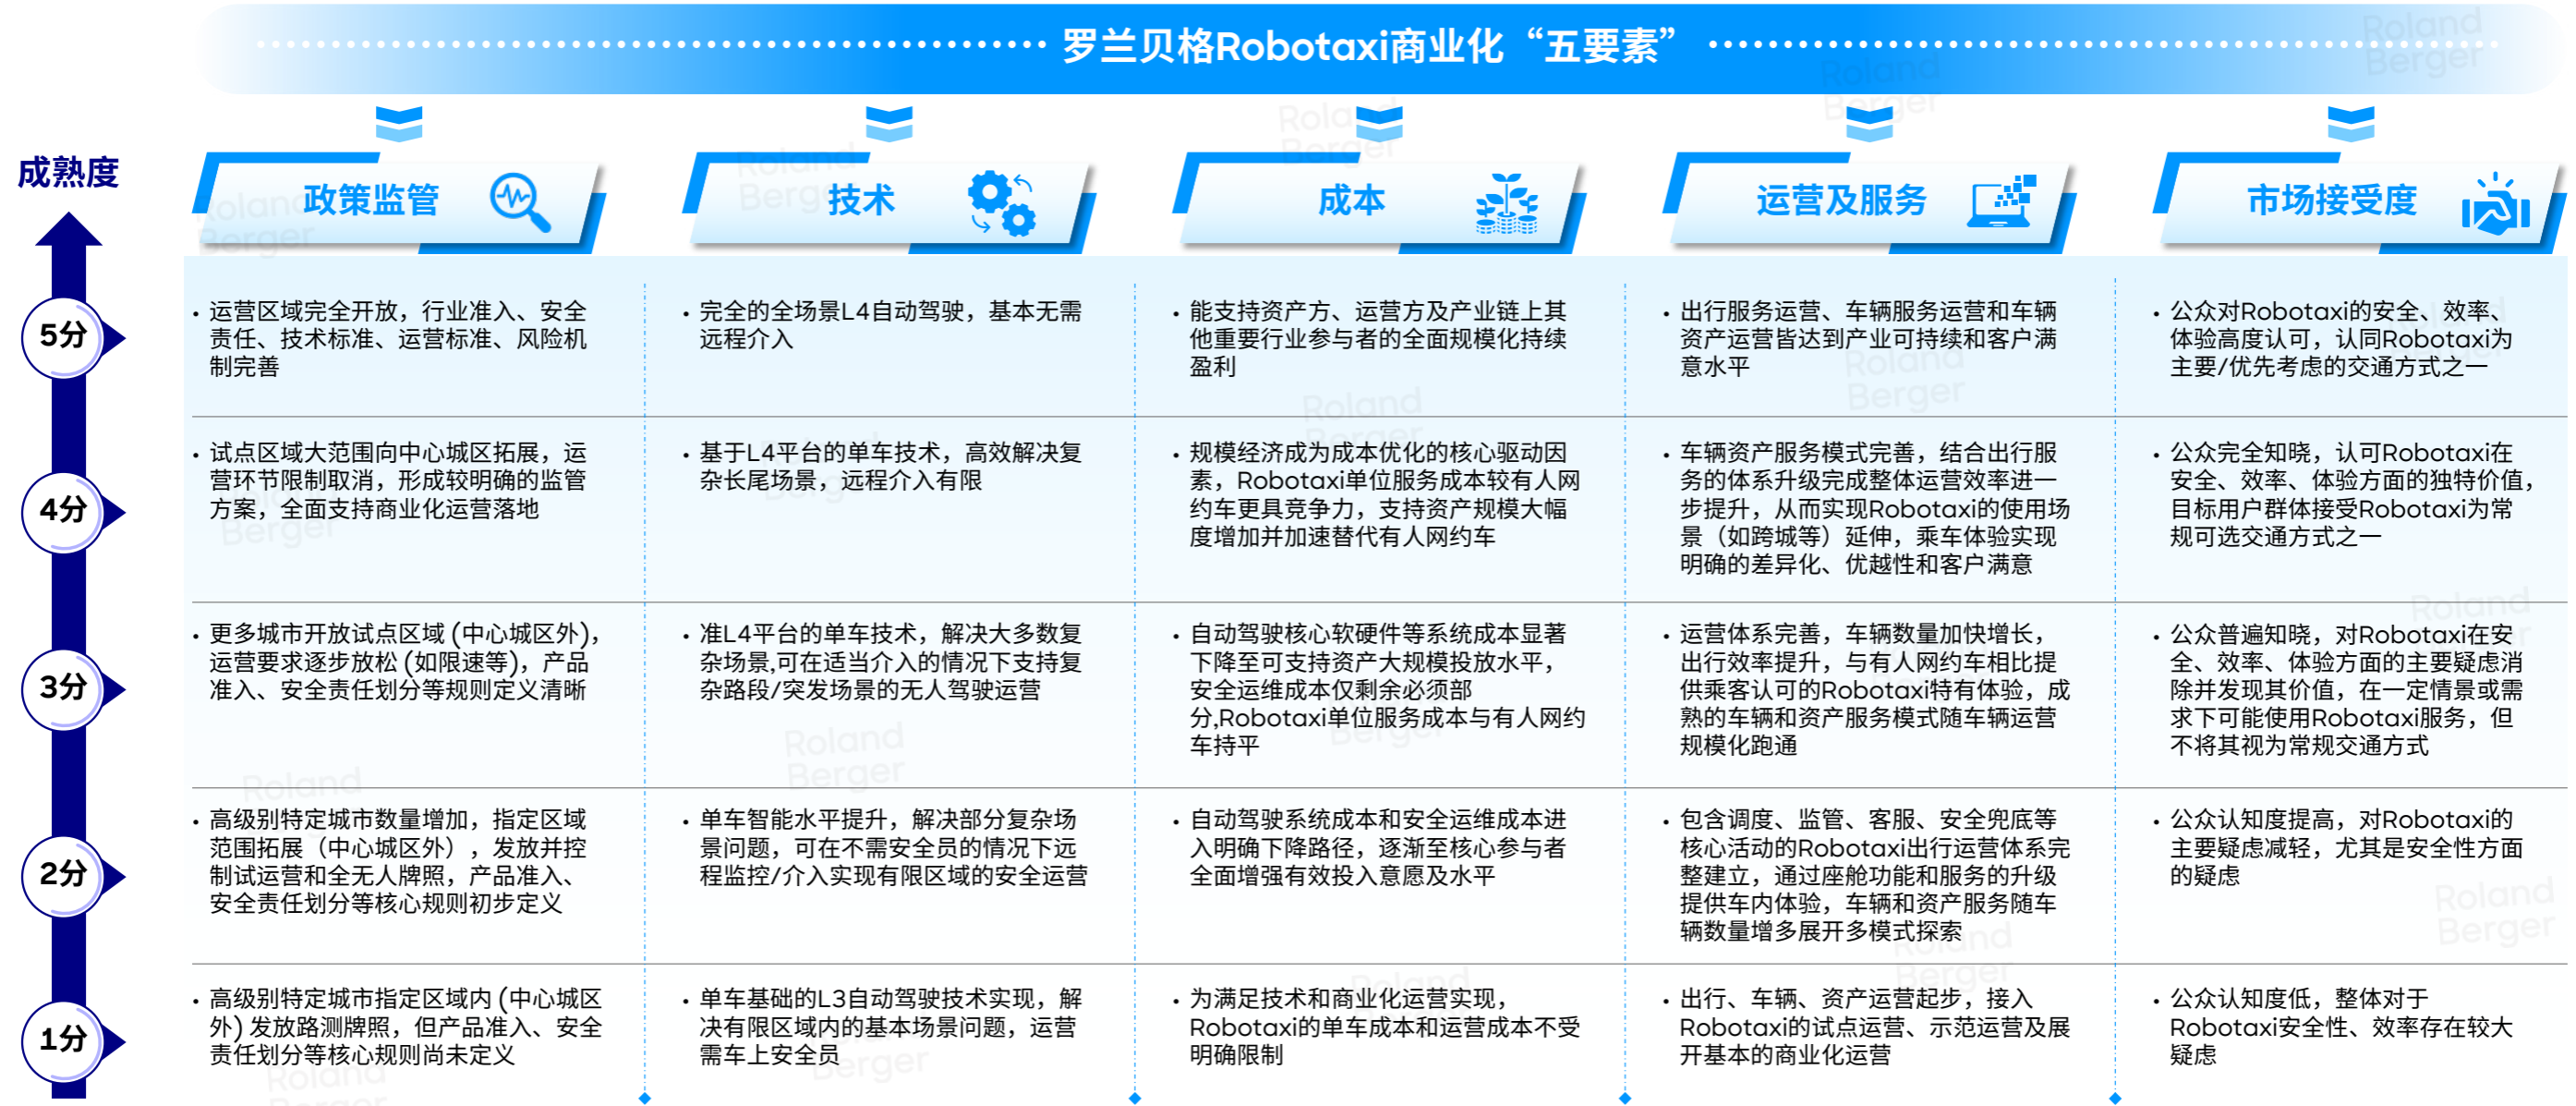 罗兰贝格Robotaxi商业化“五要素”
成熟度
政策监管
技术
成本
运营及服务
市场接受度
5分
• 运营区域完全开放，行业准入、安全
责任、技术标准、运营标准、风险机
制完善
• 完全的全场景L4自动驾驶，基本无需
远程介入
• 能支持资产方、运营方及产业链上其
他重要行业参与者的全面规模化持续
盈利
• 出行服务运营、车辆服务运营和车辆
资产运营皆达到产业可持续和客户满
意水平
• 公众对Robotaxi的安全、效率、
体验高度认可，认同Robotaxi为
主要/优先考虑的交通方式之一
4分
• 试点区域大范围向中心城区拓展，运
营环节限制取消，形成较明确的监管
方案，全面支持商业化运营落地
• 基于L4平台的单车技术，高效解决复
杂长尾场景，远程介入有限
• 规模经济成为成本优化的核心驱动因
素，Robotaxi单位服务成本较有人网
约车更具竞争力，支持资产规模大幅
度增加并加速替代有人网约车
• 车辆资产服务模式完善，结合出行服
务的体系升级完成整体运营效率进一
步提升，从而实现Robotaxi的使用场
景（如跨城等）延伸，乘车体验实现
明确的差异化、优越性和客户满意
• 公众完全知晓，认可Robotaxi在
安全、效率、体验方面的独特价值，
目标用户群体接受Robotaxi为常
规可选交通方式之一
3分
• 更多城市开放试点区域 (中心城区外)，
运营要求逐步放松 (如限速等)，产品
准入、安全责任划分等规则定义清晰
• 准L4平台的单车技术，解决大多数复
杂场景,可在适当介入的情况下支持复
杂路段/突发场景的无人驾驶运营
• 自动驾驶核心软硬件等系统成本显著
下降至可支持资产大规模投放水平，
安全运维成本仅剩余必须部
分,Robotaxi单位服务成本与有人网约
车持平
• 运营体系完善，车辆数量加快增长，
出行效率提升，与有人网约车相比提
供乘客认可的Robotaxi特有体验，成
熟的车辆和资产服务模式随车辆运营
规模化跑通
• 公众普遍知晓，对Robotaxi在安
全、效率、体验方面的主要疑虑消
除并发现其价值，在一定情景或需
求下可能使用Robotaxi服务，但
不将其视为常规交通方式
2分
• 高级别特定城市数量增加，指定区域
范围拓展（中心城区外），发放并控
制试运营和全无人牌照，产品准入、
安全责任划分等核心规则初步定义
• 单车智能水平提升，解决部分复杂场
景问题，可在不需安全员的情况下远
程监控/介入实现有限区域的安全运营
• 自动驾驶系统成本和安全运维成本进
入明确下降路径，逐渐至核心参与者
全面增强有效投入意愿及水平
• 包含调度、监管、客服、安全兜底等
核心活动的Robotaxi出行运营体系完
整建立，通过座舱功能和服务的升级
提供车内体验，车辆和资产服务随车
辆数量增多展开多模式探索
• 公众认知度提高，对Robotaxi的
主要疑虑减轻，尤其是安全性方面
的疑虑
1分
• 高级别特定城市指定区域内 (中心城区
外) 发放路测牌照，但产品准入、安全
责任划分等核心规则尚未定义
• 单车基础的L3自动驾驶技术实现，解
决有限区域内的基本场景问题，运营
需车上安全员
• 为满足技术和商业化运营实现，
Robotaxi的单车成本和运营成本不受
明确限制
• 出行、车辆、资产运营起步，接入
Robotaxi的试点运营、示范运营及展
开基本的商业化运营
• 公众认知度低，整体对于
Robotaxi安全性、效率存在较大
疑虑
Roland
Berger